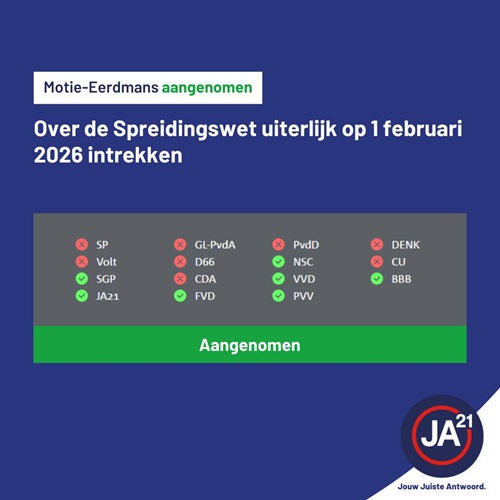 Motie-Eerdmans aangenomen
Over de Spreidingswet uiterlijk op 1 februari
2026 intrekken
SP GL-PvdA PvdD DENK
Volt D66 NSC CU
SGP CDA VVD BBB
JA21 FVD PVV
Aangenomen
JA21
Jouw Juiste Antwoord.